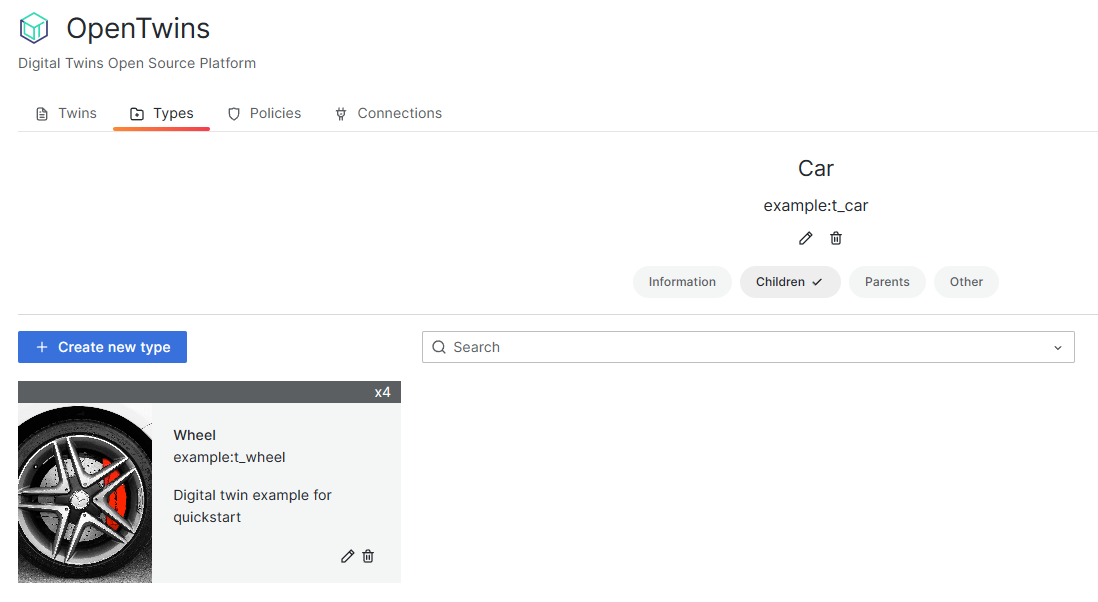 OpenTwins
Digital Twins Open Source Platform
Twins Types Policies Connections
Car
example:t_car
Information Children Parents Other
Create new type
Search
x4
Wheel
example:t_wheel
Digital twin example for
quickstart